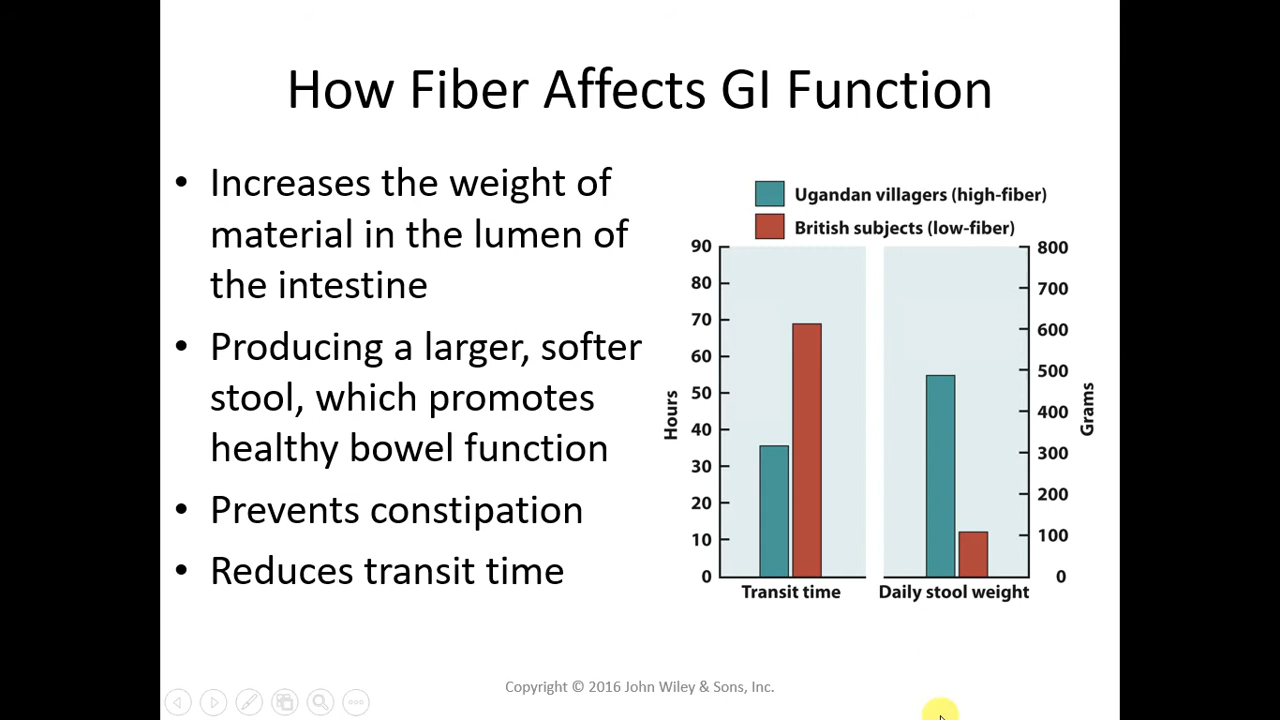 How Fiber Affects GI Function
• Increases the weight of
material in the lumen of
the intestine
• Producing a larger, softer
stool, which promotes
healthy bowel function
• Prevents constipation
• Reduces transit time
Ugandan villagers (high-fiber)
British subjects (low-fiber)
90
80
70
60
50
40
30
20
10
0
Hours
Transit time
800
700
600
500
400
300
200
100
0
Grams
Daily stool weight
Copyright © 2016 John Wiley & Sons, Inc.